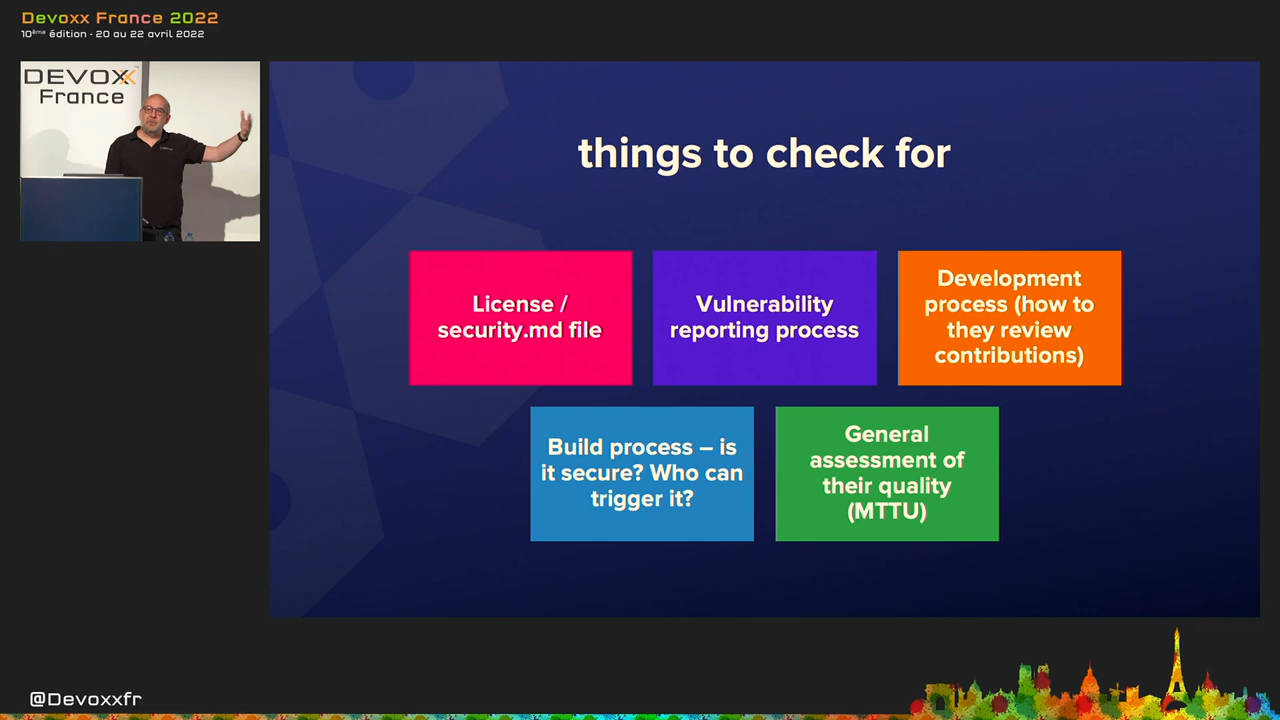 Devoxx France 2022
10ème édition - 20 au 22 avril 2022
DEVOXX
France
things to check for
License /
security.md file
Vulnerability
reporting process
Development
process (how to
they review
contributions)
Build process – is
it secure? Who can
trigger it?
General
assessment of
their quality
(MTTU)
@Devoxxfr